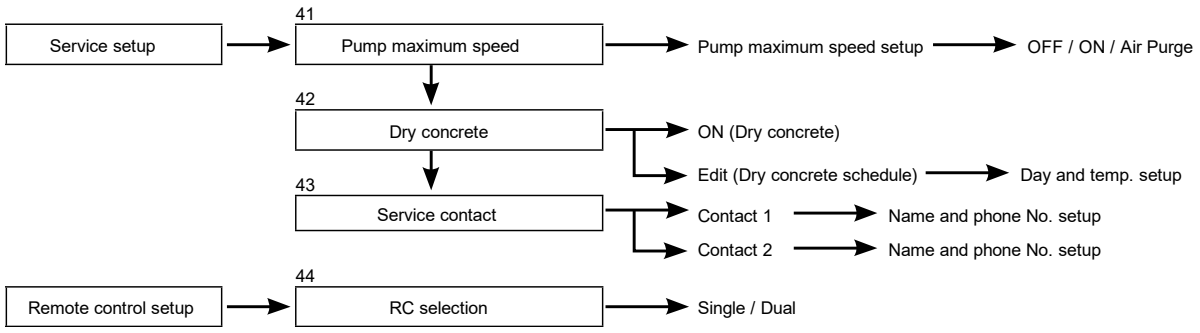 41
Service setup Pump maximum speed Pump maximum speed setup OFF / ON / Air Purge
42
Dry concrete ON (Dry concrete)
Edit (Dry concrete schedule) Day and temp. setup
43
Service contact Contact 1 Name and phone No. setup
Contact 2 Name and phone No. setup
44
Remote control setup RC selection Single / Dual